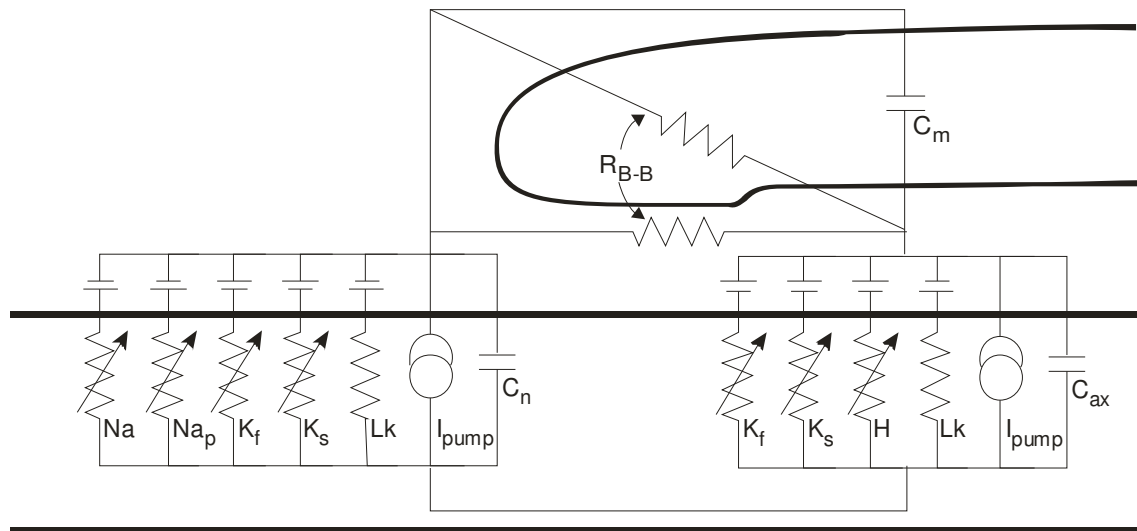 C_m
R_B-B
C_n
C_ax
Na Na_p K_f K_s Lk I_pump
K_f K_s H Lk I_pump